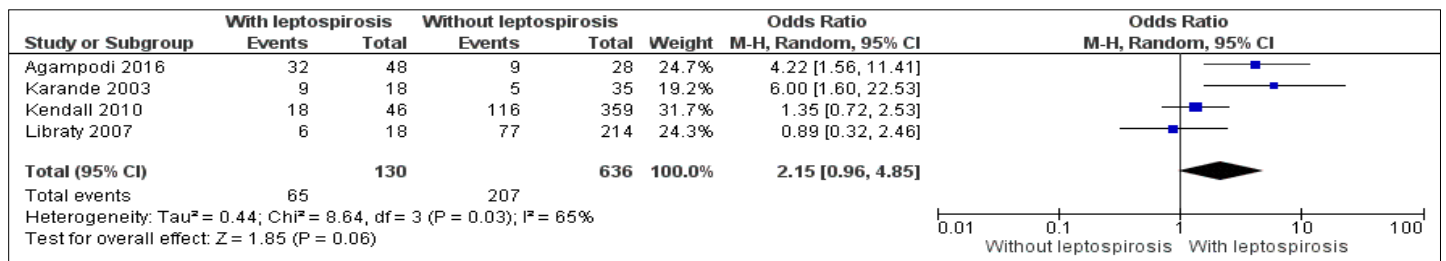 With leptospirosis Without leptospirosis Odds Ratio Odds Ratio
Study or Subgroup Events Total Events Total Weight M-H, Random, 95% CI M-H, Random, 95% CI
Agampodi 2016 32 48 9 28 24.7% 4.22 [1.56, 11.41]
Karande 2003 9 18 5 35 19.2% 6.00 [1.60, 22.53]
Kendall 2010 18 46 116 359 31.7% 1.35 [0.72, 2.53]
Libraty 2007 6 18 77 214 24.3% 0.89 [0.32, 2.46]
Total (95% CI) 130 636 100.0% 2.15 [0.96, 4.85]
Total events 65 207
Heterogeneity: Tau² = 0.44; Chi² = 8.64, df = 3 (P = 0.03); I² = 65%
Test for overall effect: Z = 1.85 (P = 0.06)
0.01 0.1 1 10 100
Without leptospirosis With leptospirosis